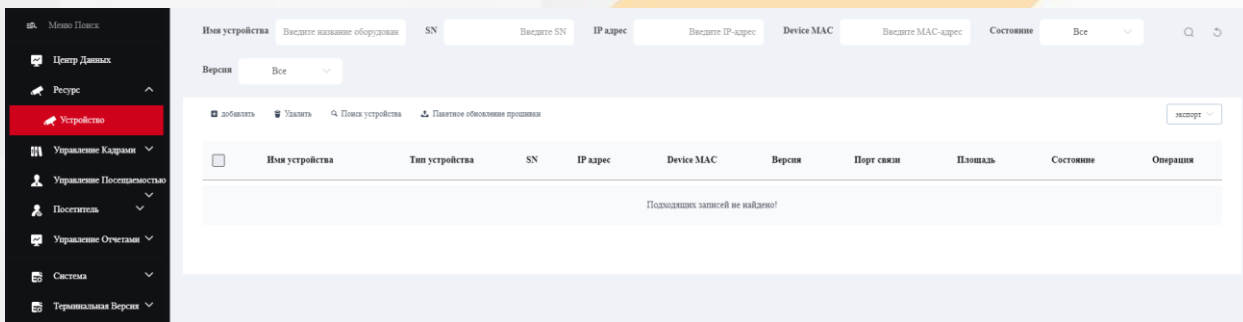 Меню Поиск
Центр Данных
Ресурс
Устройство
Управление Кадрами
Управление Посещаемостью
Посетитель
Управление Отчетами
Система
Терминальная Версия
Имя устройства Введите название оборудован SN Введите SN IP адрес Введите IP-адрес Device MAC Введите MAC-адрес Состояние Все
Версия Все
добавлять Удалить Поиск устройства Пакетное обновление прошивки экспорт
Имя устройства Тип устройства SN IP адрес Device MAC Версия Порт связи Площадь Состояние Операция
Подходящих записей не найдено!